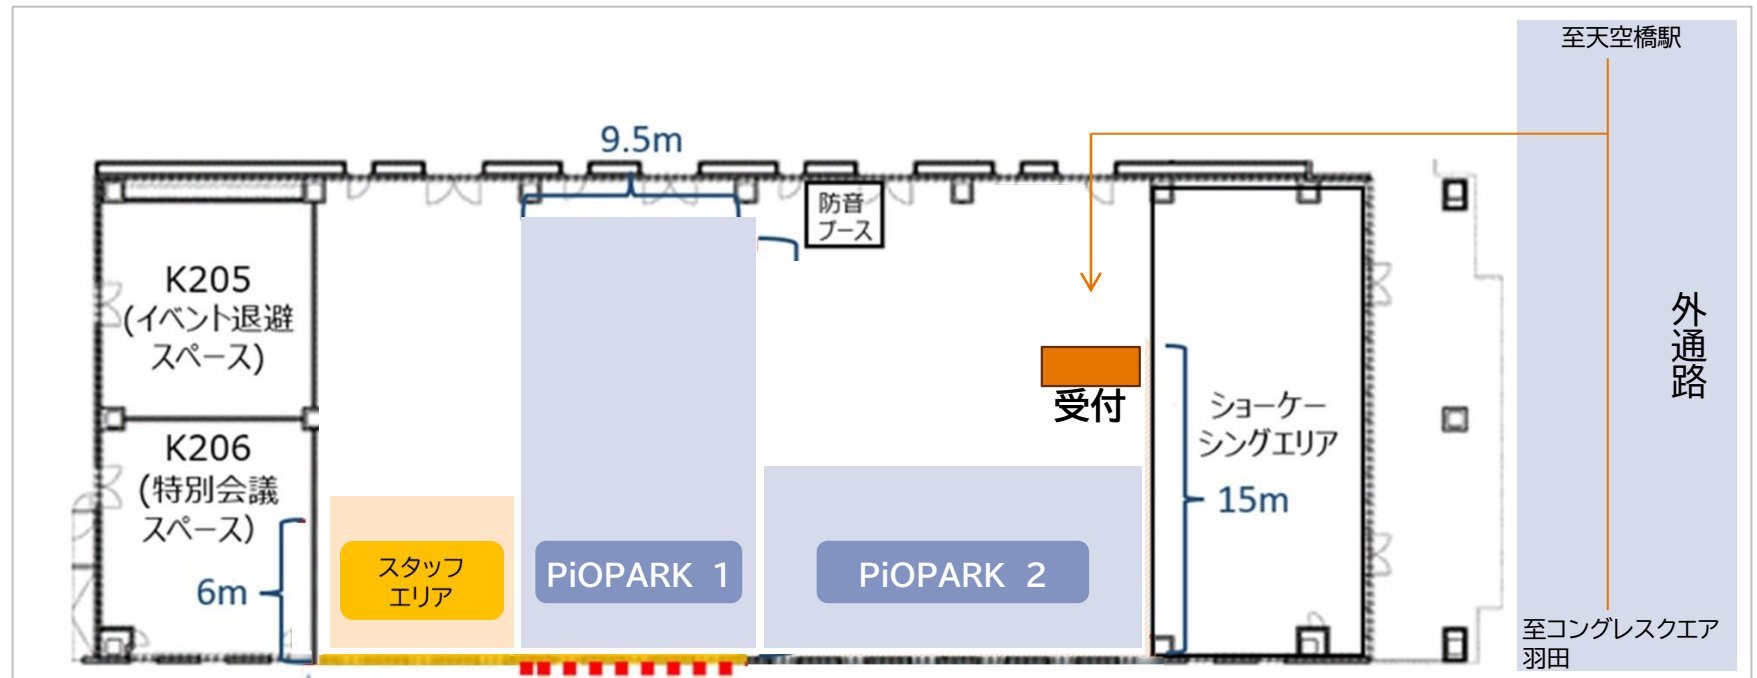 至天空橋駅
9.5m
防音
ブース
K205
(イベント退避
スペース)
外通路
受付
ショーケー
シングエリア
K206
(特別会議
スペース)
15m
スタッフ
エリア
PiOPARK 1
PiOPARK 2
6m
至コングレスクエア
羽田